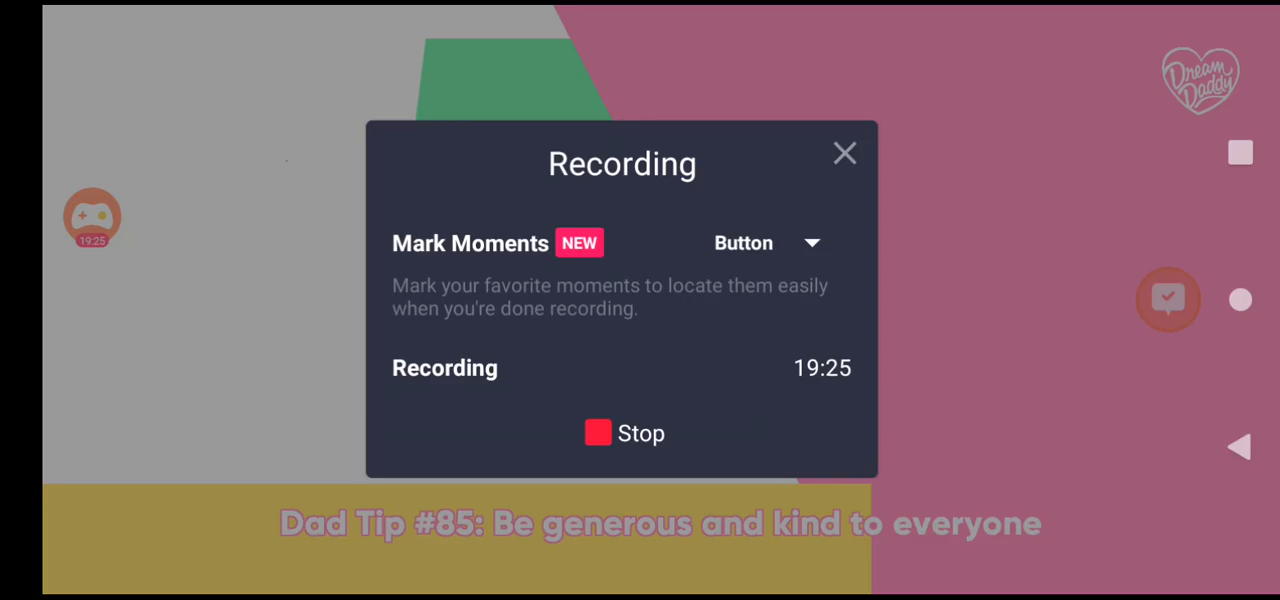 Dream
Daddy
Recording
Mark Moments NEW Button
Mark your favorite moments to locate them easily
when you're done recording.
19:25
Recording 19:25
Stop
Dad Tip #85: Be generous and kind to everyone